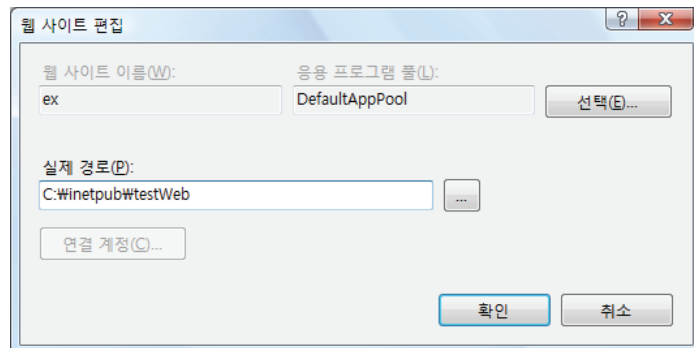 웹 사이트 편집
웹 사이트 이름(W): 응용 프로그램 풀(L):
ex DefaultAppPool 선택(E)...
실제 경로(P):
C:₩inetpub₩testWeb ...
연결 계정(C)...
확인 취소